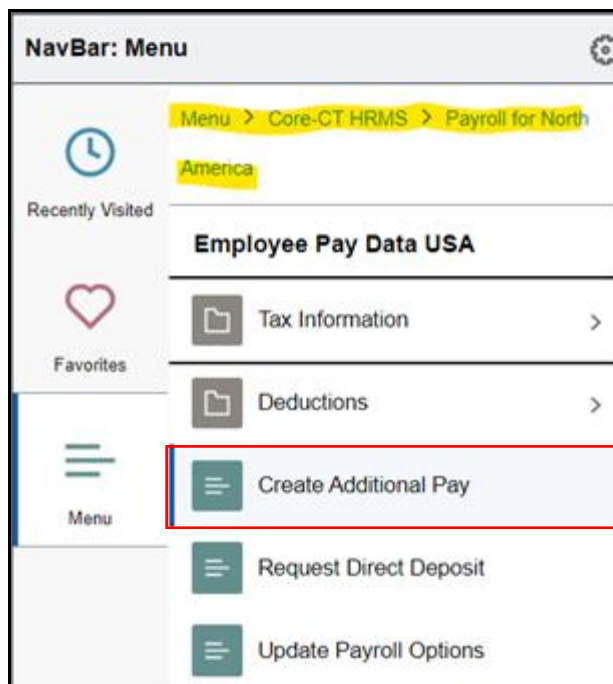 NavBar: Menu
Menu > Core-CT HRMS > Payroll for North
America
Recently Visited
Employee Pay Data USA
Tax Information
Favorites
Deductions
Create Additional Pay
Menu
Request Direct Deposit
Update Payroll Options